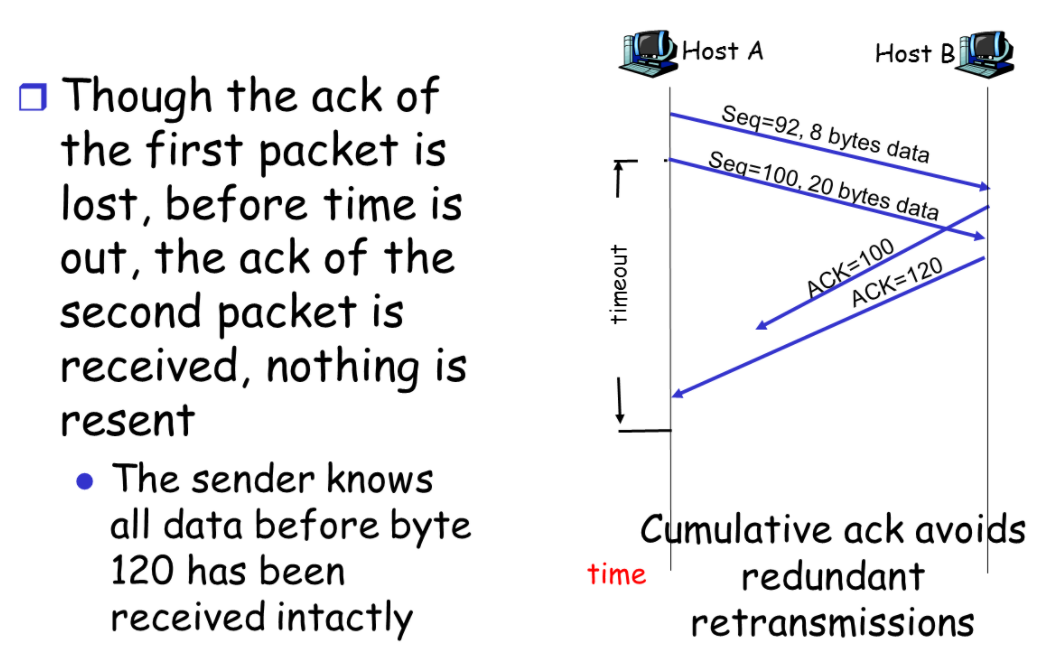 Though the ack of
the first packet is
lost, before time is
out, the ack of the
second packet is
received, nothing is
resent
The sender knows
all data before byte
120 has been
received intactly
Host A
Host B
Seq=92, 8 bytes data
Seq=100, 20 bytes data
timeout
ACK=100
ACK=120
time
Cumulative ack avoids
redundant
retransmissions